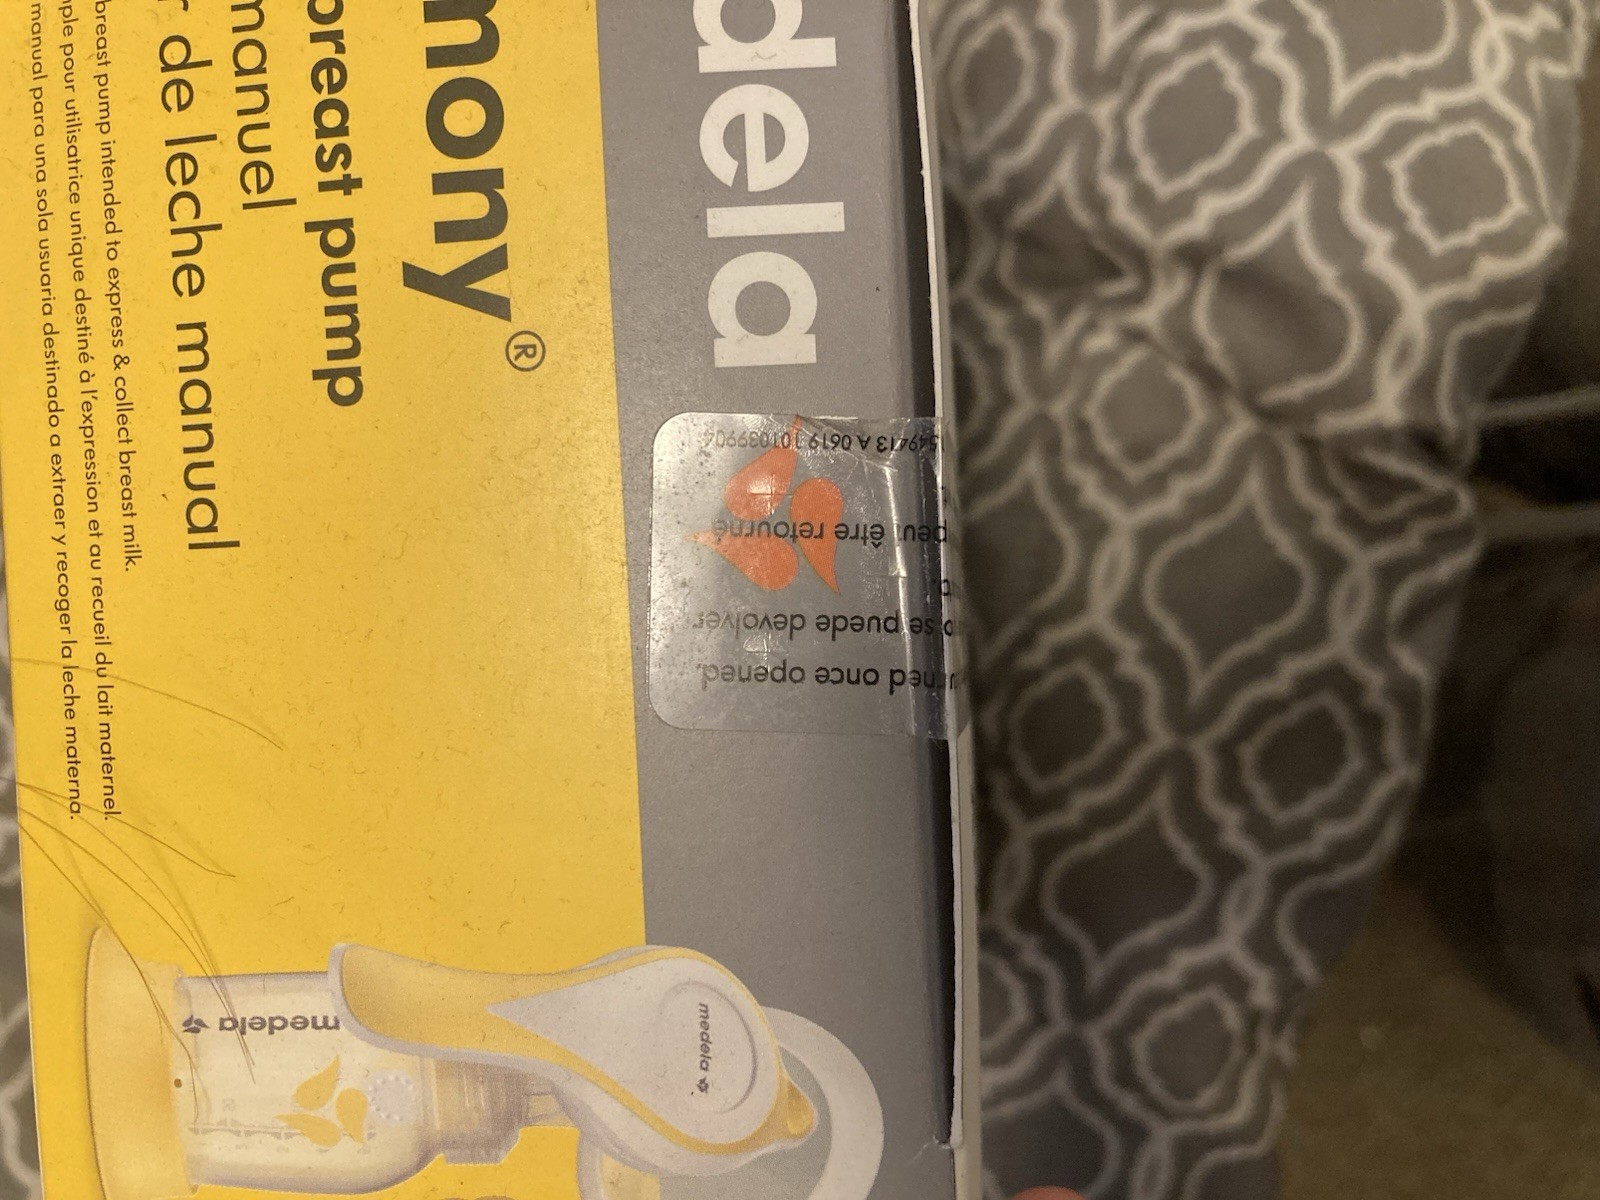 dela
mony®
breast pump
manuel
r de leche manual
breast pump intended to express & collect breast milk.
ple pour utilisatrice unique destiné à l'expression et au recueil du lait maternel.
manual para una sola usuaria destinado a extraer y recoger la leche materna.
rned once opened.
se puede devolver
peut être retourné
549413 A 0619 101039904
medela
medela